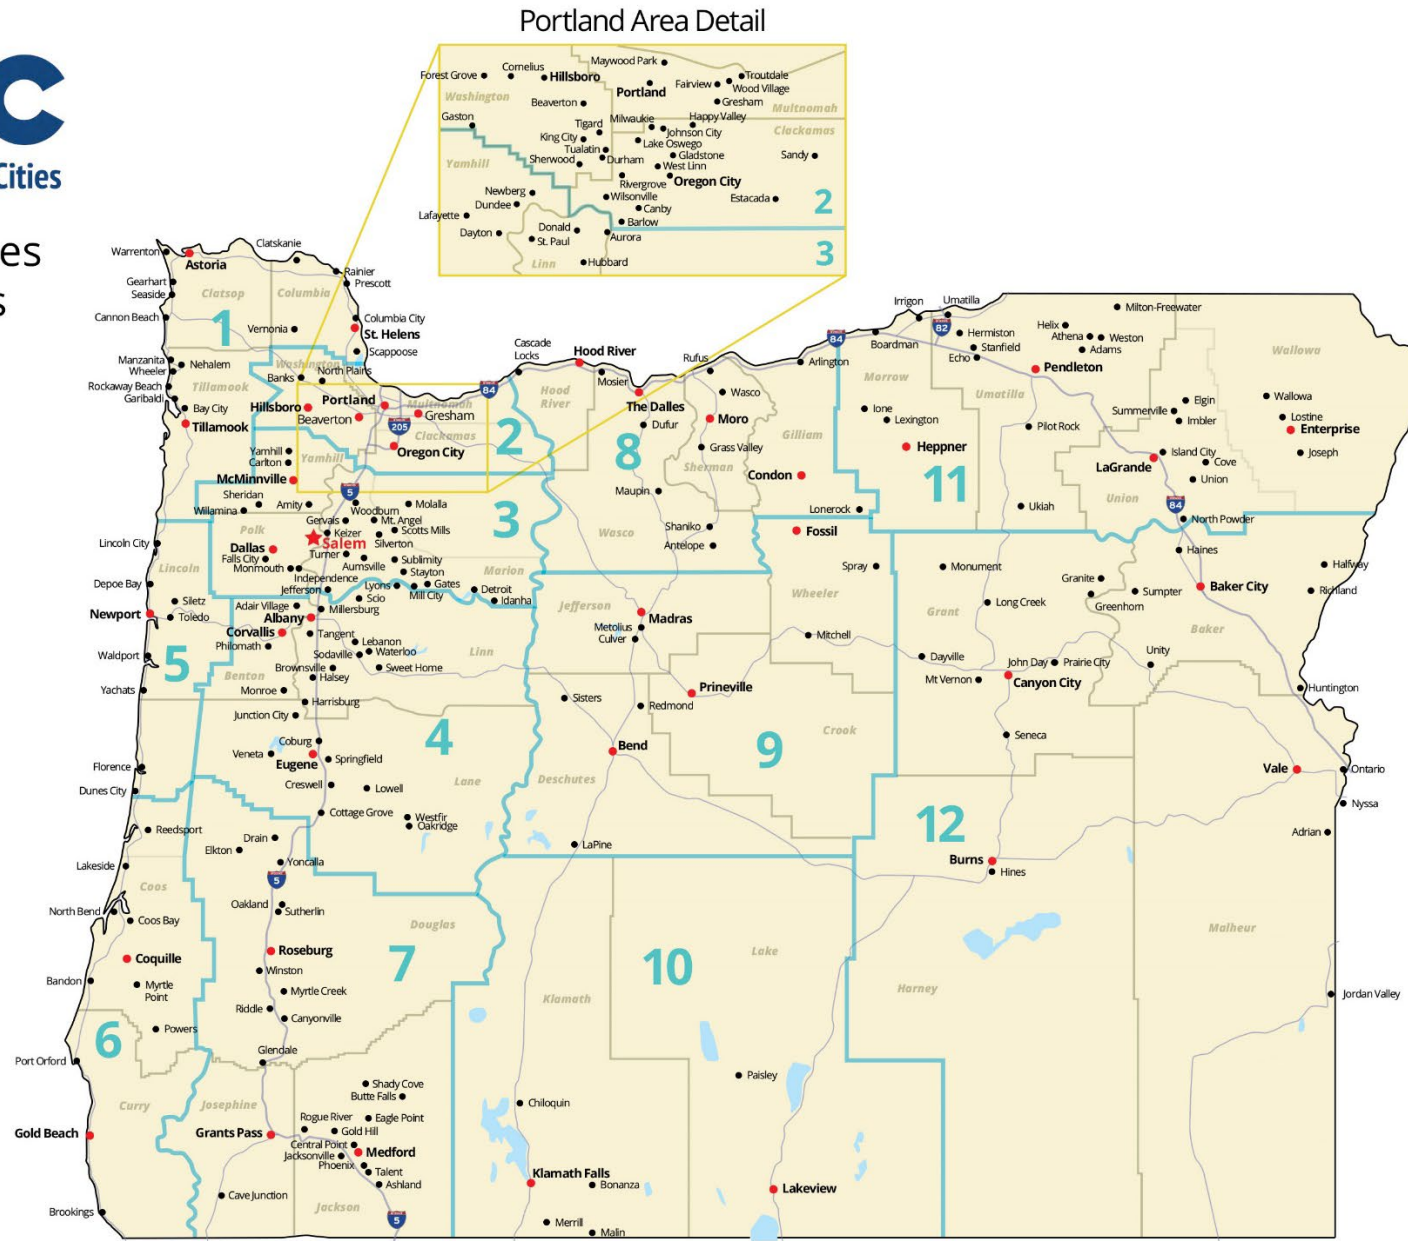 Portland Area Detail
C
Cities
es
s
Maywood Park
Cornelius
Forest Grove
Hillsboro
Troutdale
Fairview
Wood Village
Portland
Washington
Beaverton
Gresham
Multnomah
Gaston
Tigard
Milwaukie
Happy Valley
Johnson City
Clackamas
King City
Lake Oswego
Tualatin
Gladstone
Sandy
Sherwood
Durham
West Linn
Yamhill
Rivergrove
Oregon City
Newberg
Wilsonville
Estacada
2
Dundee
Canby
Lafayette
Barlow
Dayton
Donald
Aurora
St. Paul
3
Linn
Hubbard
Warrenton
Astoria
Clatskanie
Rainier
Prescott
Gearhart
Seaside
Clatsop
Columbia
Cannon Beach
1
Vernonia
Columbia City
St. Helens
Scappoose
Manzanita
Nehalem
Wheeler
Washington
North Plains
Banks
Rockaway Beach
Tillamook
Garibaldi
Bay City
Hillsboro
Portland
Multnomah
Gresham
Beaverton
Tillamook
205
Clackamas
2
84
Oregon City
Yamhill
Carlton
Yamhill
McMinnville
5
Sheridan
Amity
Woodburn
Molalla
Willamina
3
Gervais
Mt. Angel
Polk
Keizer
Scotts Mills
Salem
Silverton
Lincoln City
Dallas
Falls City
Turner
Sublimity
Monmouth
Aumsville
Stayton
Marion
Lincoln
Independence
Depoe Bay
Jefferson
Lyons
Gates
Mill City
Detroit
Scio
Idanha
Siletz
Adair Village
Millersburg
Newport
Toledo
Albany
Corvallis
Tangent
Philomath
Lebanon
Sodaville
Waterloo
Linn
Waldport
5
Brownsville
Sweet Home
Benton
Halsey
Yachats
Monroe
Harrisburg
Junction City
4
Coburg
Veneta
Springfield
Eugene
Florence
Creswell
Lowell
Lane
Dunes City
Cottage Grove
Westfir
Oakridge
Reedsport
Drain
Elkton
Lakeside
Yoncalla
5
Coos
North Bend
Coos Bay
Oakland
Sutherlin
Douglas
Coquille
Roseburg
7
Winston
Bandon
Myrtle
Point
Myrtle Creek
Riddle
Canyonville
6
Powers
Port Orford
Glendale
Shady Cove
Butte Falls
Curry
Josephine
Rogue River
Eagle Point
Gold Hill
Gold Beach
Grants Pass
Central Point
Medford
Jacksonville
Phoenix
Talent
Ashland
Cave Junction
Jackson
Brookings
5
Cascade
Locks
Hood River
Mosier
Rufus
Arlington
84
Hood
River
The Dalles
Wasco
Dufur
Moro
8
Grass Valley
Sherman
Gilliam
Condon
Maupin
Lonerock
Shaniko
Wasco
Antelope
Fossil
Spray
Jefferson
Wheeler
Madras
Metolius
Culver
Mitchell
Prineville
Sisters
Redmond
Bend
9
Crook
Deschutes
LaPine
10
Lake
Klamath
Paisley
Chiloquin
Klamath Falls
Bonanza
Lakeview
Merrill
Malin
Irrigon
Umatilla
82
Boardman
Hermiston
Stanfield
Echo
Milton-Freewater
Helix
Athena
Weston
Adams
Pendleton
Morrow
Umatilla
Wallowa
Ione
Lexington
Elgin
Wallowa
Summerville
Imbler
Lostine
Enterprise
Pilot Rock
Heppner
Island City
Cove
Joseph
LaGrande
Union
11
Union
84
Ukiah
North Powder
Haines
Halfway
Monument
Granite
Sumpter
Baker City
Richland
Greenhorn
Long Creek
Grant
Baker
Dayville
John Day
Prairie City
Unity
Mt Vernon
Canyon City
Huntington
Seneca
Vale
Ontario
Nyssa
12
Adrian
Burns
Hines
Malheur
Harney
Jordan Valley